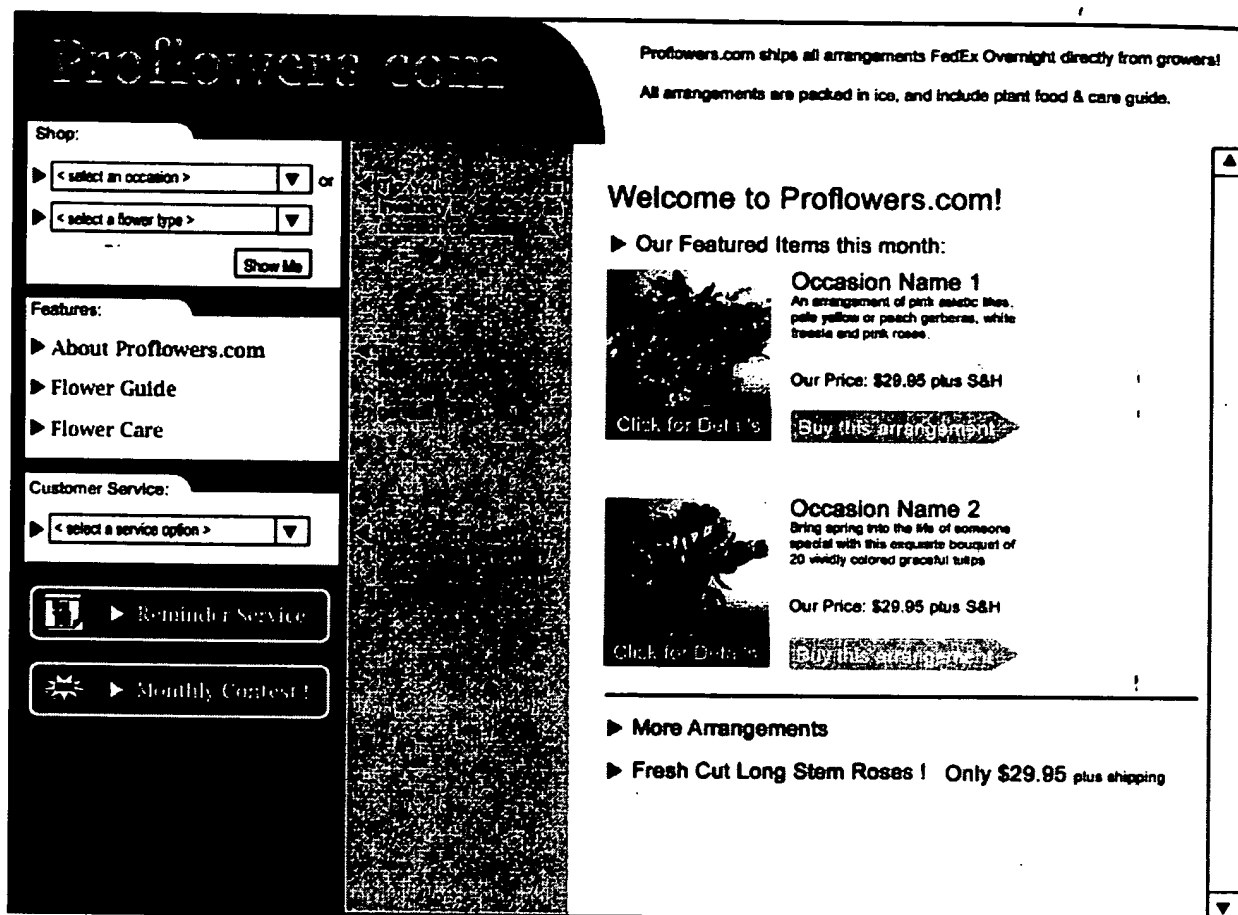 Proflowers com
Proflowers.com ships all arrangements FedEx Overnight directly from growers!
All arrangements are packed in ice, and include plant food & care guide.
Shop:
< select an occasion >
or
< select a flower type >
Show Me
Features:
About Proflowers.com
Flower Guide
Flower Care
Customer Service:
< select a service option >
Reminder Service
Monthly Contest !
Welcome to Proflowers.com!
Our Featured Items this month:
Occasion Name 1
An arrangement of pink asiatic lilies,
pale yellow or peach gerberas, white
freesia and pink roses.
Our Price: $29.95 plus S&H
Click for Details
Buy this arrangement
Occasion Name 2
Bring spring into the life of someone
special with this exquisite bouquet of
20 vividly colored graceful tulips
Our Price: $29.95 plus S&H
Click for Details
Buy this arrangement
More Arrangements
Fresh Cut Long Stem Roses ! Only $29.95 plus shipping